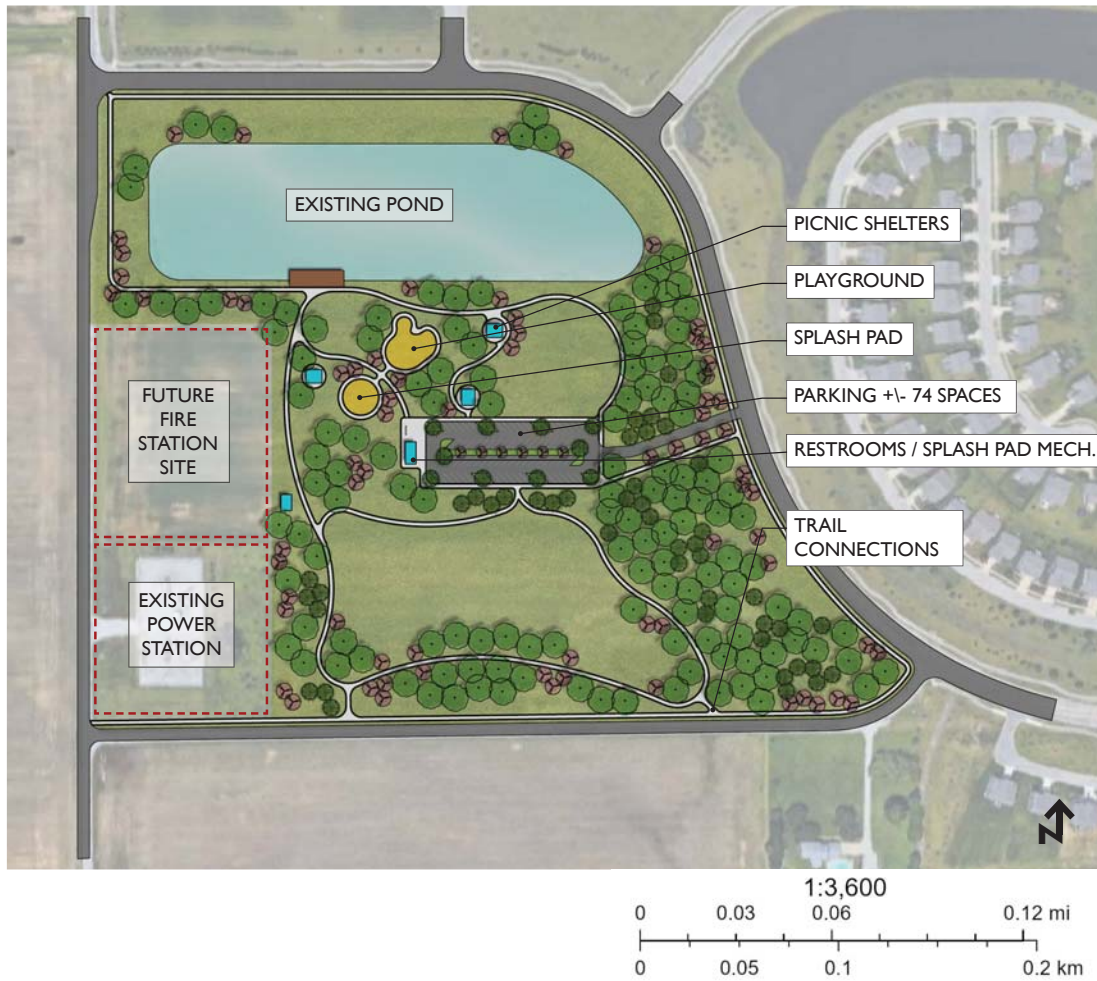 EXISTING POND
PICNIC SHELTERS
PLAYGROUND
SPLASH PAD
PARKING +\- 74 SPACES
RESTROOMS / SPLASH PAD MECH.
TRAIL
CONNECTIONS
FUTURE
FIRE
STATION
SITE
EXISTING
POWER
STATION
N
1:3,600
0 0.03 0.06 0.12 mi
0 0.05 0.1 0.2 km